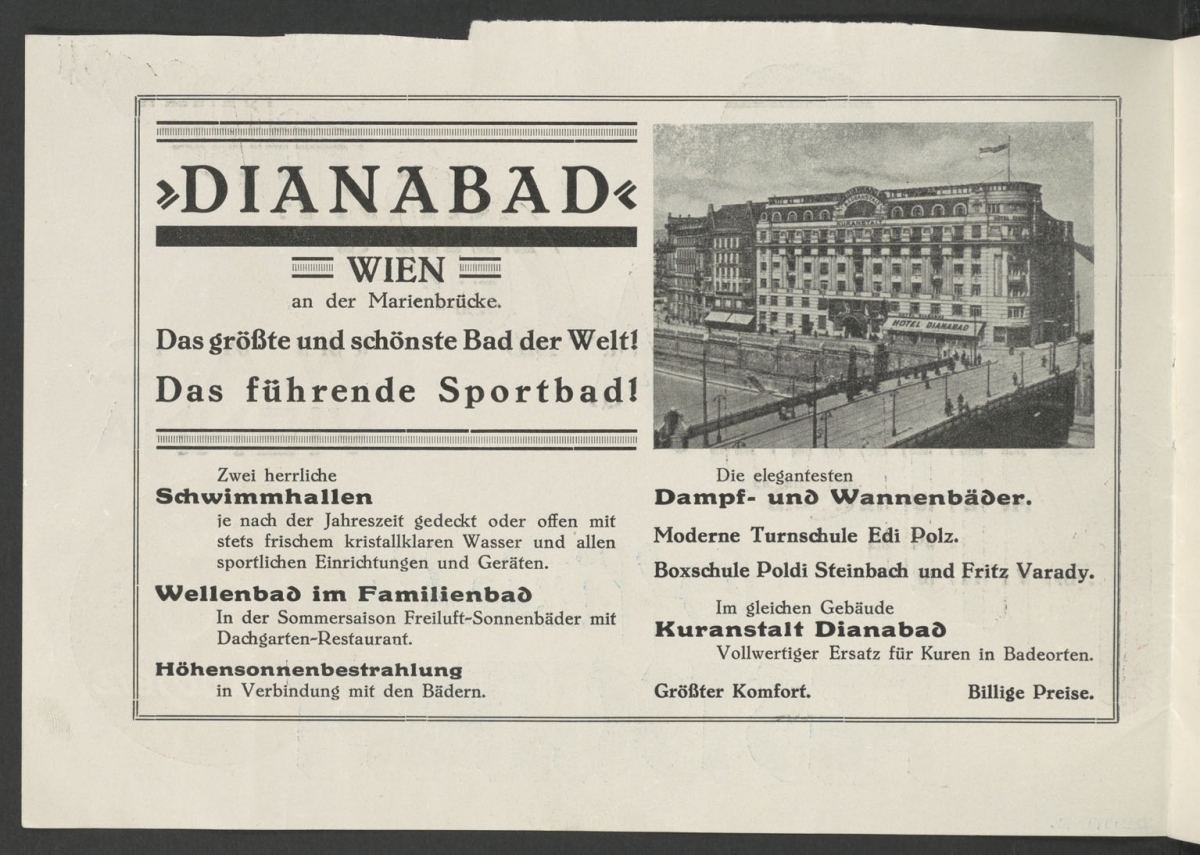 »DIANABAD«
WIEN
an der Marienbrücke.
Das größte und schönste Bad der Welt!
Das führende Sportbad!
Zwei herrliche
Schwimmhallen
je nach der Jahreszeit gedeckt oder offen mit
stets frischem kristallklaren Wasser und allen
sportlichen Einrichtungen und Geräten.
Wellenbad im Familienbad
In der Sommersaison Freiluft-Sonnenbäder mit
Dachgarten-Restaurant.
Höhensonnenbestrahlung
in Verbindung mit den Bädern.
HOTEL DIANABAD
Die elegantesten
Dampf- und Wannenbäder.
Moderne Turnschule Edi Polz.
Boxschule Poldi Steinbach und Fritz Varady.
Im gleichen Gebäude
Kuranstalt Dianabad
Vollwertiger Ersatz für Kuren in Badeorten.
Größter Komfort. Billige Preise.